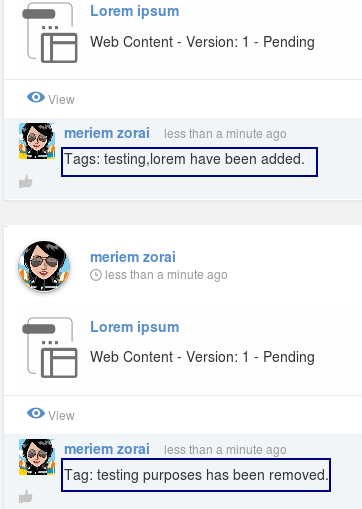 Lorem ipsum
Web Content - Version: 1 - Pending
View
meriem zorai less than a minute ago
Tags: testing,lorem have been added.
meriem zorai
less than a minute ago
Lorem ipsum
Web Content - Version: 1 - Pending
View
meriem zorai less than a minute ago
Tag: testing purposes has been removed.